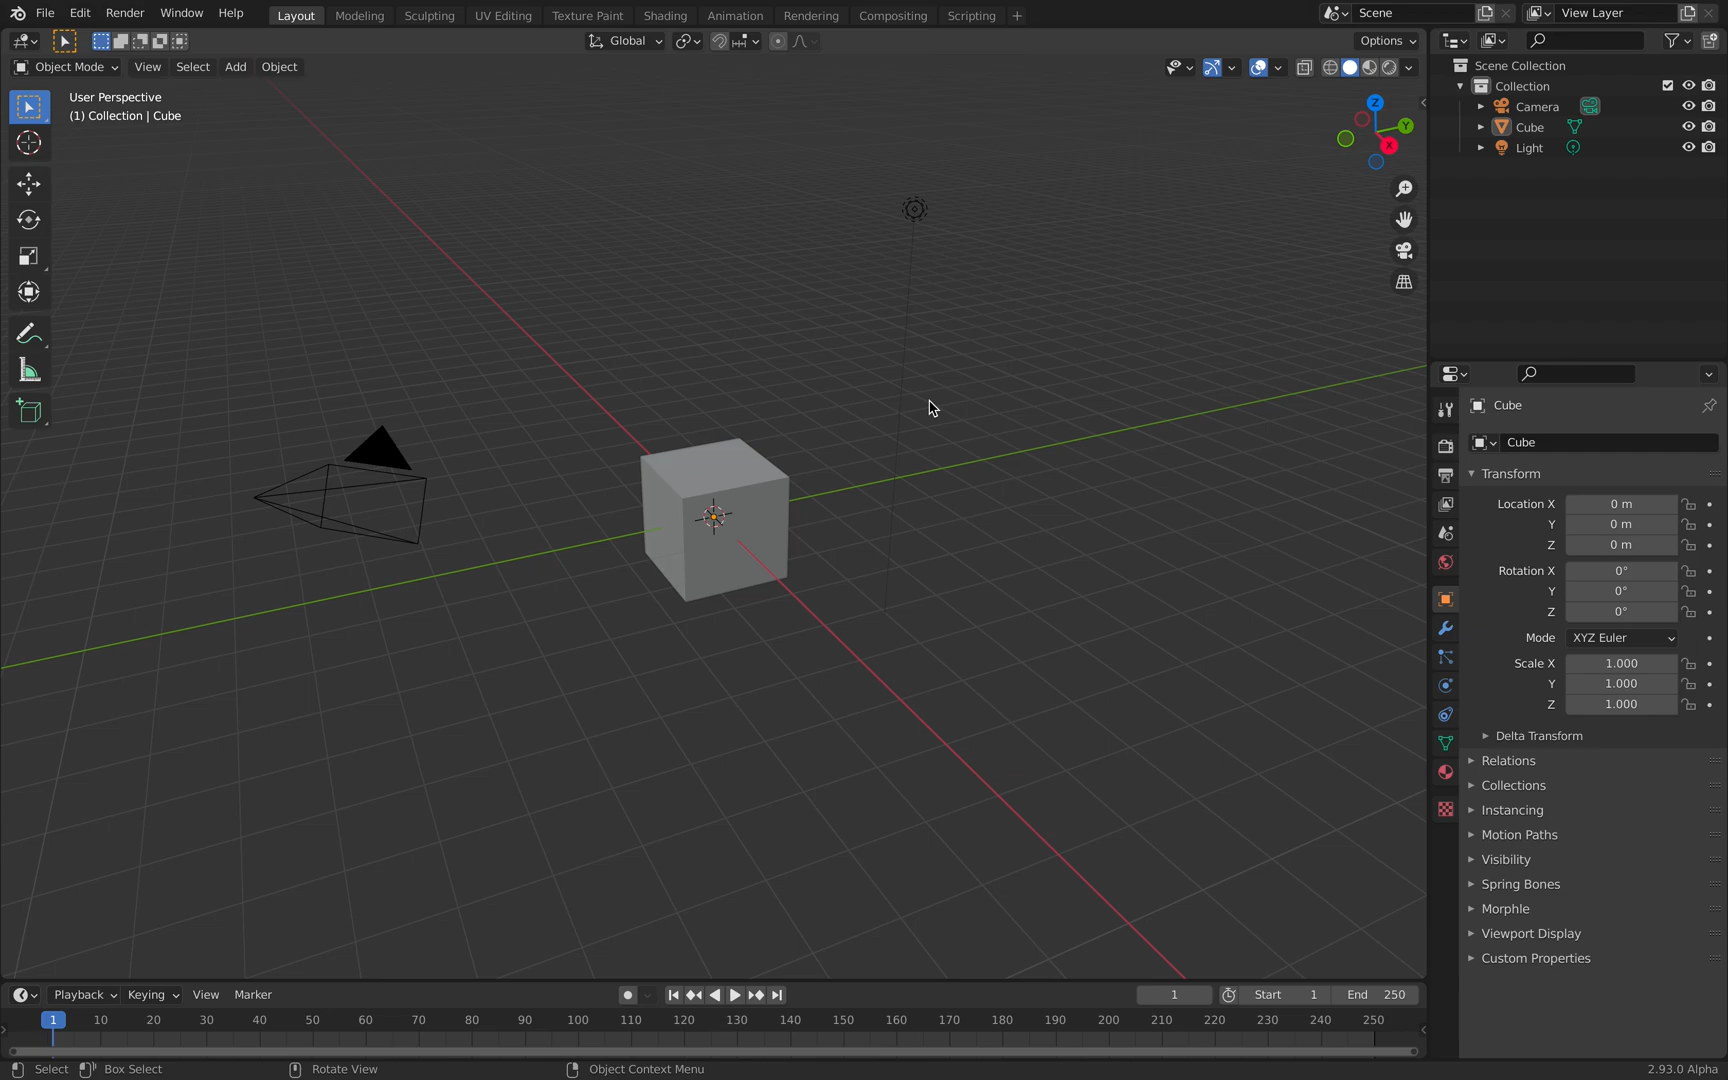 File Edit Render Window Help Layout Modeling Sculpting UV Editing Texture Paint Shading Animation Rendering Compositing Scripting + Scene View Layer
Global Options
Object Mode View Select Add Object
User Perspective
(1) Collection | Cube
Z
Y
X
Scene Collection
Collection
Camera
Cube
Light
Cube
Cube
Transform
Location X 0 m
Y 0 m
Z 0 m
Rotation X 0°
Y 0°
Z 0°
Mode XYZ Euler
Scale X 1.000
Y 1.000
Z 1.000
Delta Transform
Relations
Collections
Instancing
Motion Paths
Visibility
Spring Bones
Morphle
Viewport Display
Custom Properties
Playback Keying View Marker 1 Start 1 End 250
1 10 20 30 40 50 60 70 80 90 100 110 120 130 140 150 160 170 180 190 200 210 220 230 240 250
Select Box Select Rotate View Object Context Menu 2.93.0 Alpha